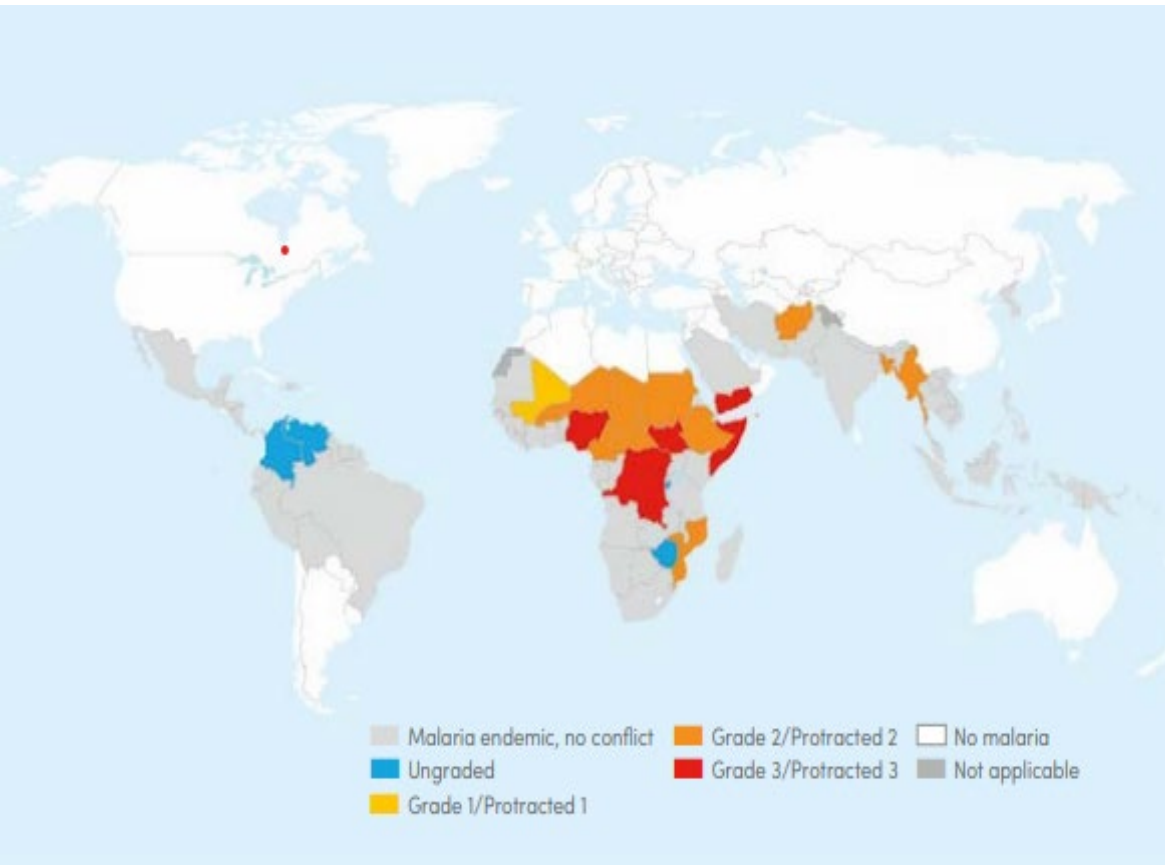 Malaria endemic, no conflict
Ungraded
Grade 1/Protracted 1
Grade 2/Protracted 2
Grade 3/Protracted 3
No malaria
Not applicable